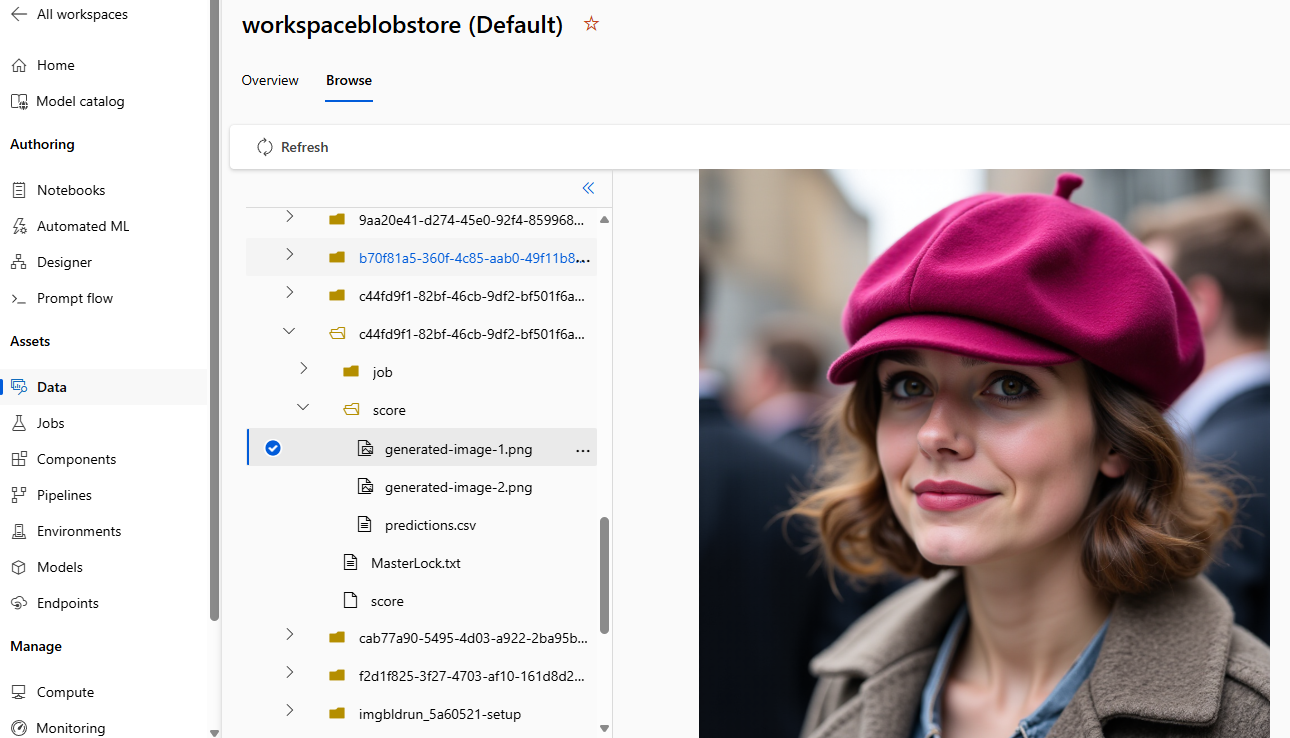 All workspaces
Home
Model catalog
Authoring
Notebooks
Automated ML
Designer
Prompt flow
Assets
Data
Jobs
Components
Pipelines
Environments
Models
Endpoints
Manage
Compute
Monitoring
workspaceblobstore (Default)
Overview Browse
Refresh
9aa20e41-d274-45e0-92f4-859968...
b70f81a5-360f-4c85-aab0-49f11b8...
c44fd9f1-82bf-46cb-9df2-bf501f6a...
c44fd9f1-82bf-46cb-9df2-bf501f6a...
job
score
generated-image-1.png ...
generated-image-2.png
predictions.csv
MasterLock.txt
score
cab77a90-5495-4d03-a922-2ba95b...
f2d1f825-3f27-4703-af10-161d8d2...
imgbldrun_5a60521-setup